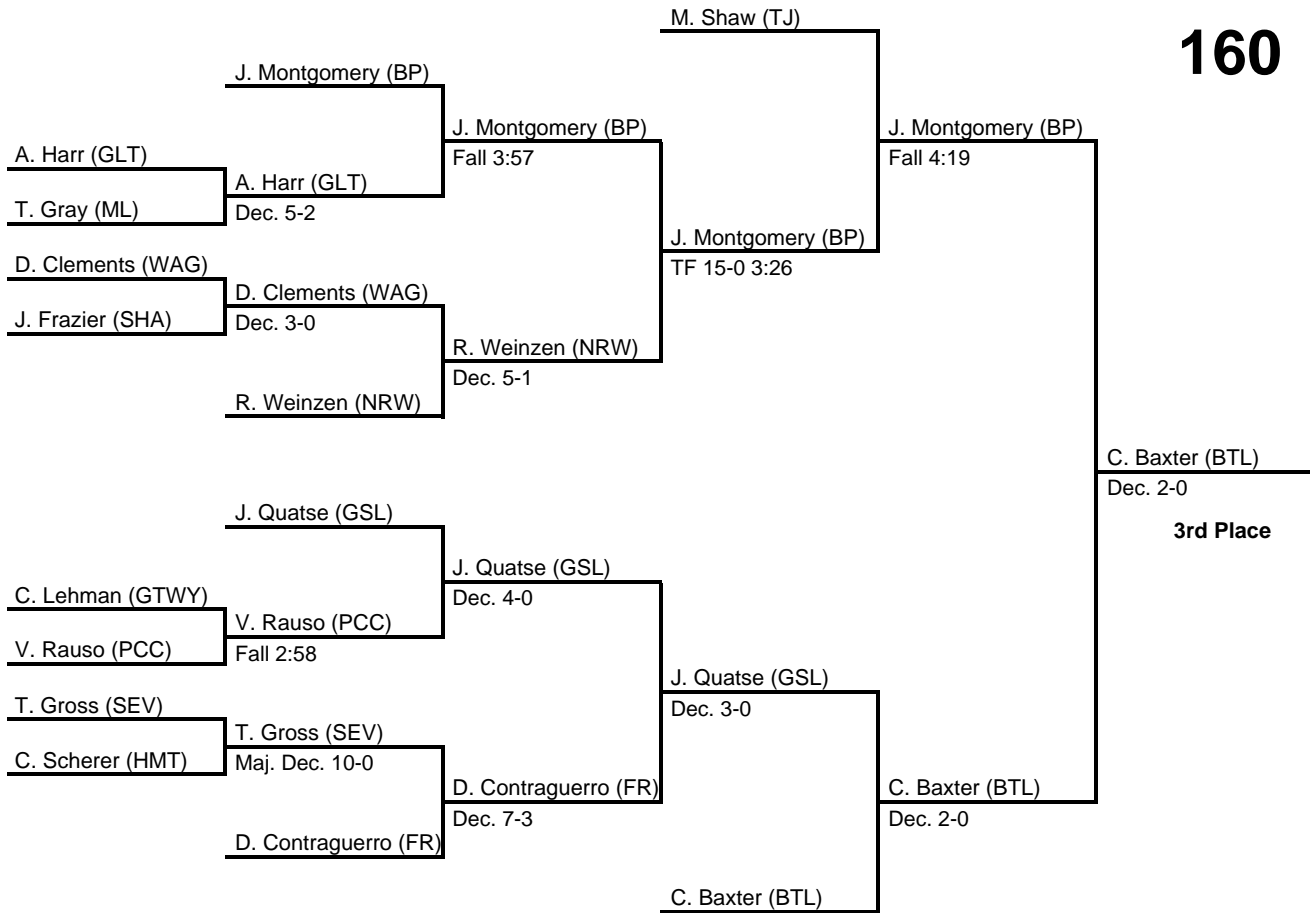 M. Shaw (TJ)
160
J. Montgomery (BP)
J. Montgomery (BP)
J. Montgomery (BP)
A. Harr (GLT)
Fall 3:57
Fall 4:19
A. Harr (GLT)
T. Gray (ML)
Dec. 5-2
J. Montgomery (BP)
D. Clements (WAG)
TF 15-0 3:26
D. Clements (WAG)
J. Frazier (SHA)
Dec. 3-0
R. Weinzen (NRW)
Dec. 5-1
R. Weinzen (NRW)
C. Baxter (BTL)
Dec. 2-0
J. Quatse (GSL)
3rd Place
J. Quatse (GSL)
C. Lehman (GTWY)
Dec. 4-0
V. Rauso (PCC)
V. Rauso (PCC)
Fall 2:58
J. Quatse (GSL)
T. Gross (SEV)
Dec. 3-0
T. Gross (SEV)
C. Scherer (HMT)
Maj. Dec. 10-0
D. Contraguerro (FR)
C. Baxter (BTL)
Dec. 7-3
Dec. 2-0
D. Contraguerro (FR)
C. Baxter (BTL)